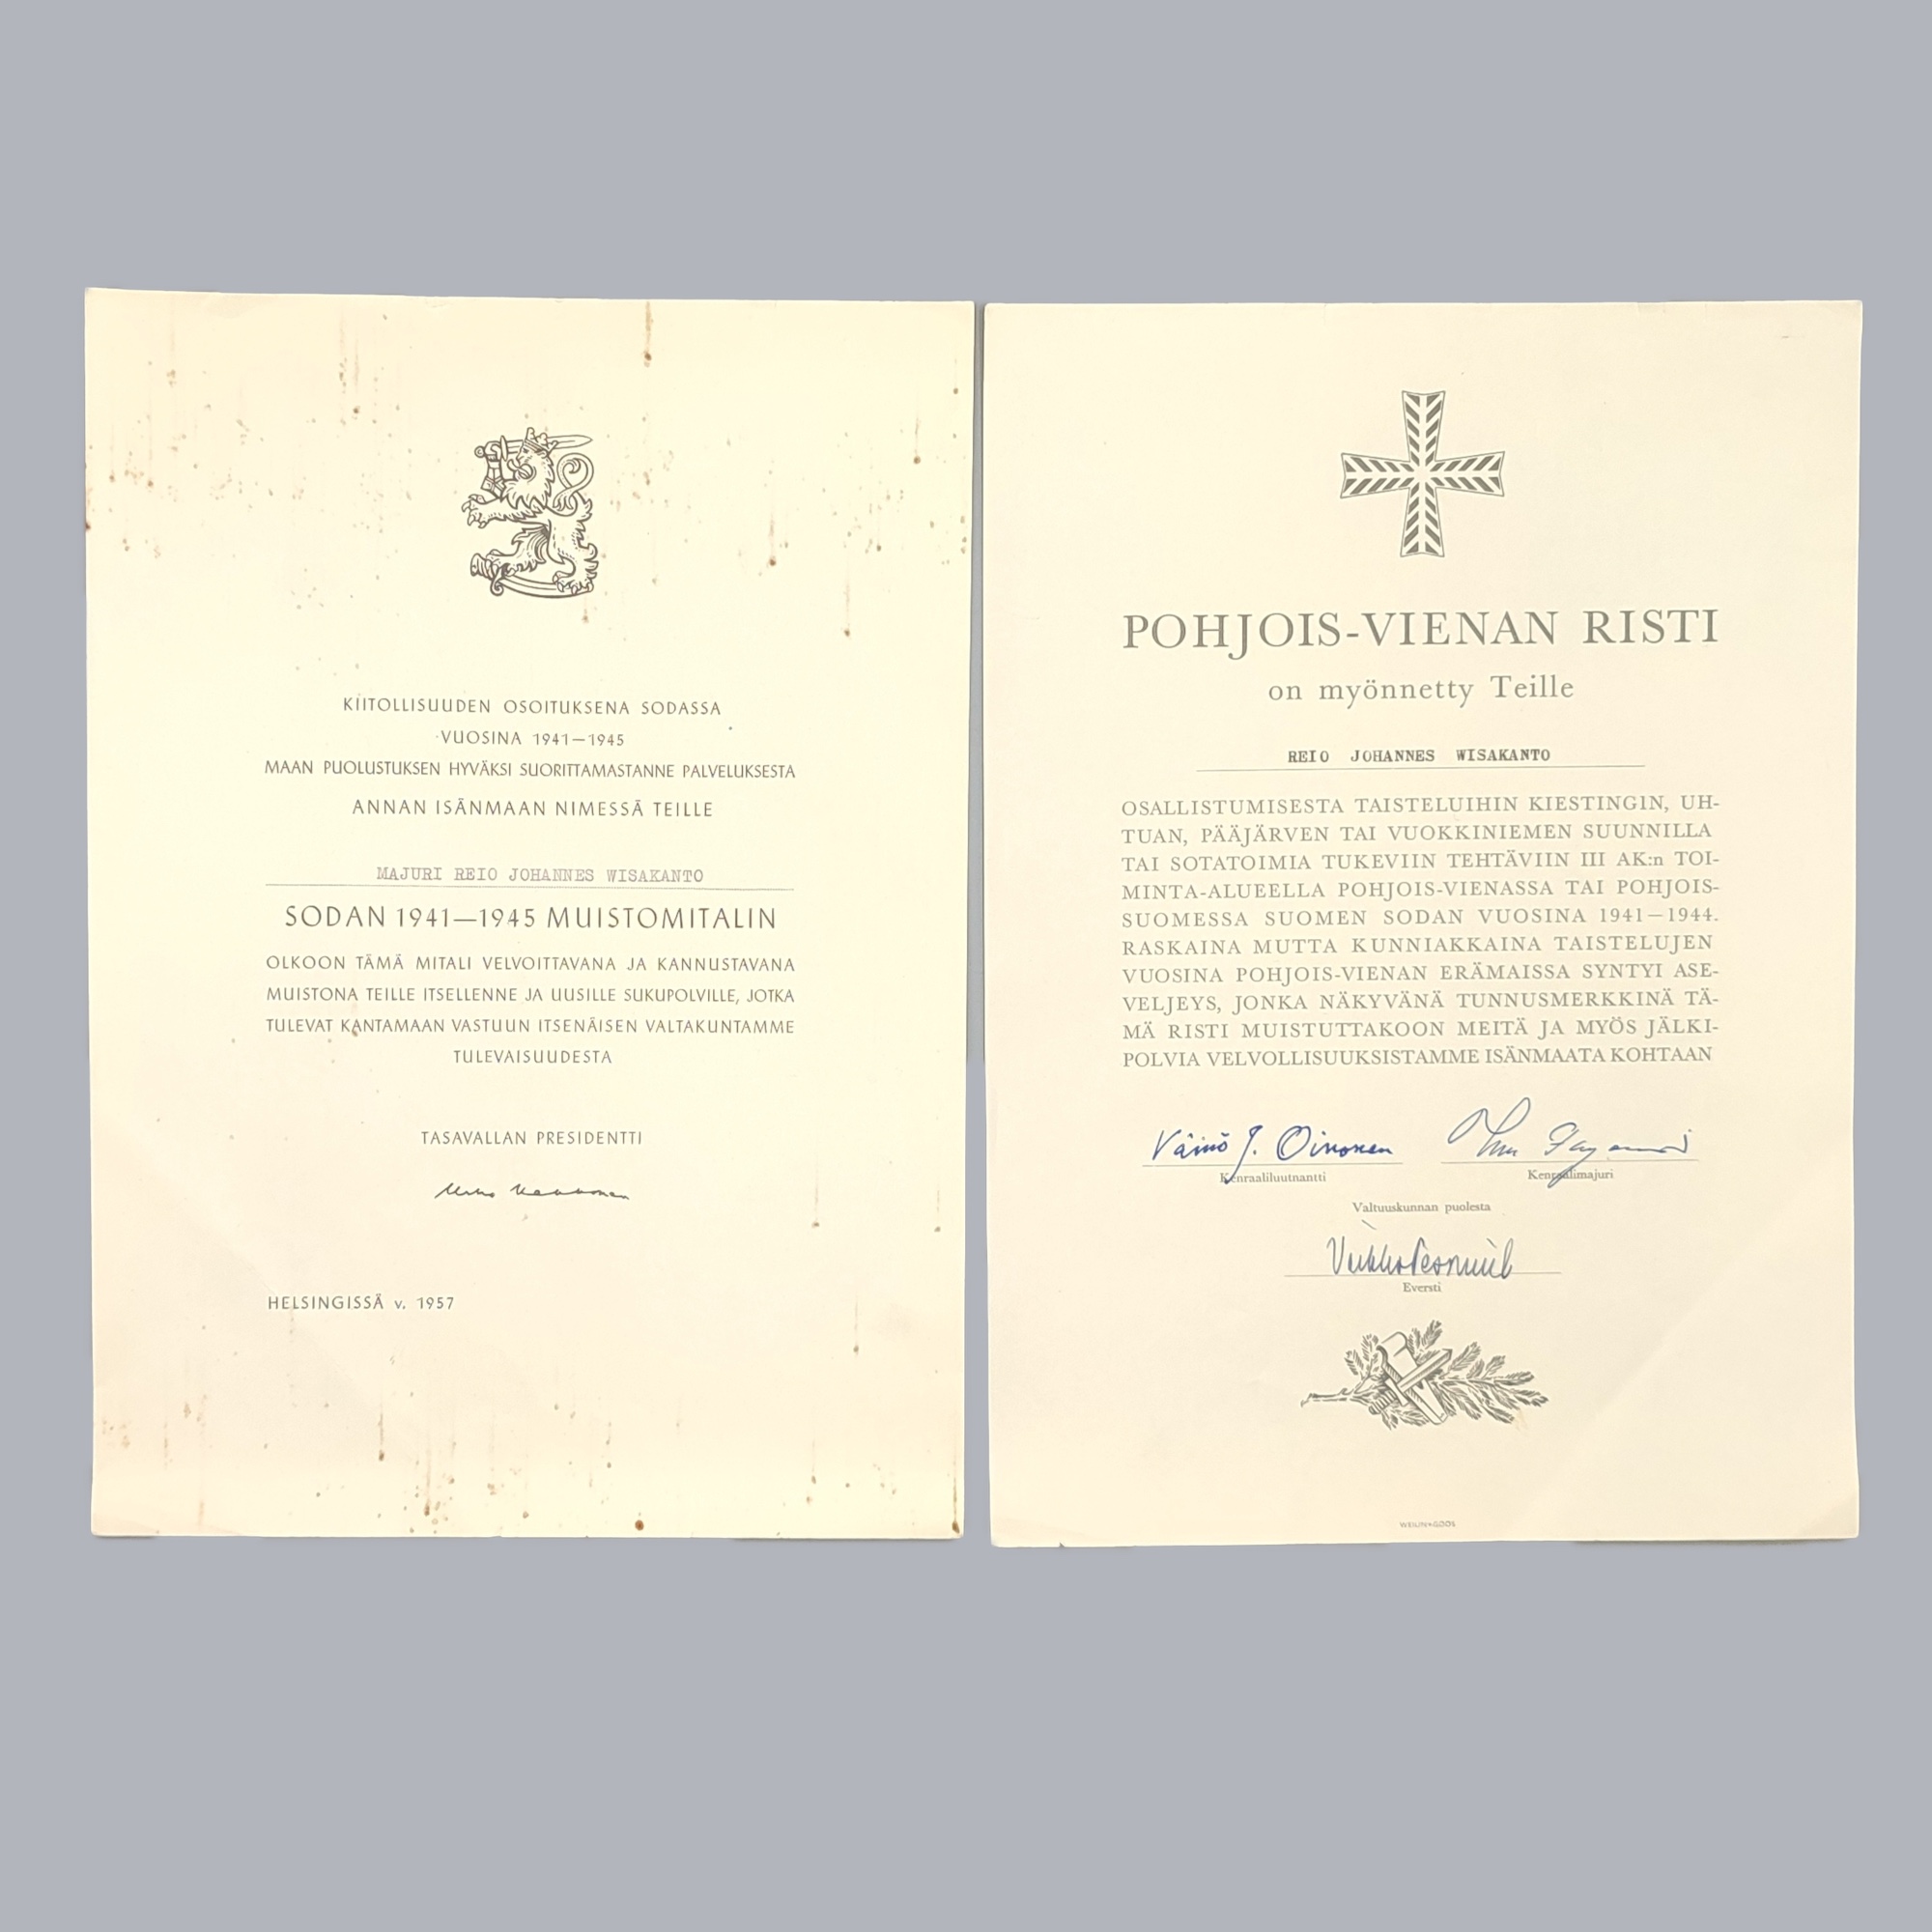 KIITOLLISUUDEN OSOITUKSENA SODASSA
VUOSINA 1941—1945
MAAN PUOLUSTUKSEN HYVÄKSI SUORITTAMASTANNE PALVELUKSESTA
ANNAN ISÄNMAAN NIMESSÄ TEILLE
MAJURI REIO JOHANNES WISAKANTO
SODAN 1941—1945 MUISTOMITALIN
OLKOON TÄMÄ MITALI VELVOITTAVANA JA KANNUSTAVANA
MUISTONA TEILLE ITSELLENNE JA UUSILLE SUKUPOLVILLE, JOTKA
TULEVAT KANTAMAAN VASTUUN ITSENÄISEN VALTAKUNTAMME
TULEVAISUUDESTA
TASAVALLAN PRESIDENTTI
Urho Kekkonen
HELSINGISSÄ v. 1957
POHJOIS-VIENAN RISTI
on myönnetty Teille
REIO JOHANNES WISAKANTO
OSALLISTUMISESTA TAISTELUIHIN KIESTINGIN, UH-
TUAN, PÄÄJÄRVEN TAI VUOKKINIEMEN SUUNNILLA
TAI SOTATOIMIA TUKEVIIN TEHTÄVIIN III AK:n TOI-
MINTA-ALUEELLA POHJOIS-VIENASSA TAI POHJOIS-
SUOMESSA SUOMEN SODAN VUOSINA 1941—1944.
RASKAINA MUTTA KUNNIAKKAINA TAISTELUJEN
VUOSINA POHJOIS-VIENAN ERÄMAISSA SYNTYI ASE-
VELJEYS, JONKA NÄKYVÄNÄ TUNNUSMERKKINÄ TÄ-
MÄ RISTI MUISTUTTAKOON MEITÄ JA MYÖS JÄLKI-
POLVIA VELVOLLISUUKSISTAMME ISÄNMAATA KOHTAAN
Väinö J. Oinonen
Kenraaliluutnantti
Kenraalimajuri
Valtuuskunnan puolesta
Eversti
WEILIN+GÖÖS